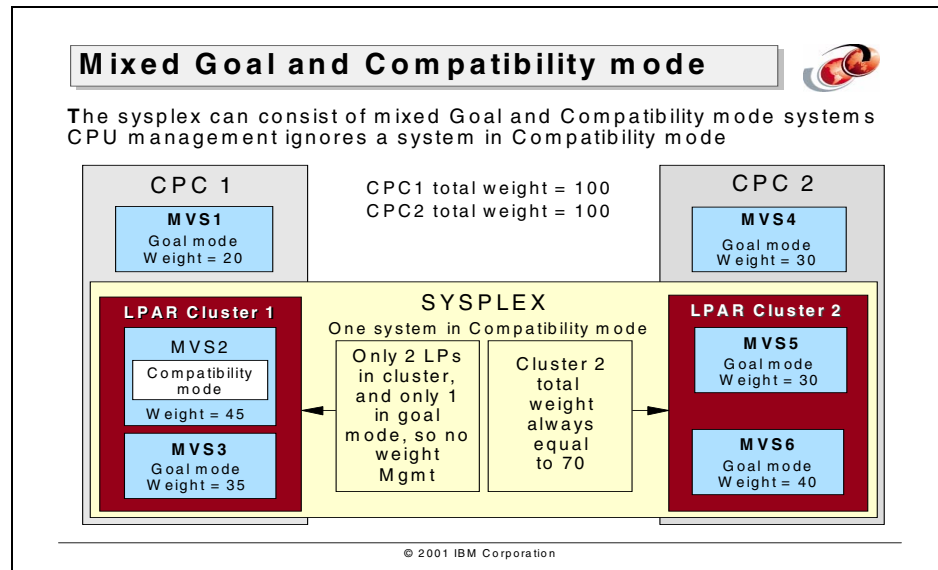 Mixed Goal and Compatibility mode
The sysplex can consist of mixed Goal and Compatibility mode systems
CPU management ignores a system in Compatibility mode
CPC 1
MVS1
Goal mode
Weight = 20
CPC1 total weight = 100
CPC2 total weight = 100
CPC 2
MVS4
Goal mode
Weight = 30
SYSPLEX
One system in Compatibility mode
LPAR Cluster 1
MVS2
Compatibility
mode
Weight = 45
MVS3
Goal mode
Weight = 35
Only 2 LPs
in cluster,
and only 1
in goal
mode, so no
weight
Mgmt
Cluster 2
total
weight
always
equal
to 70
LPAR Cluster 2
MVS5
Goal mode
Weight = 30
MVS6
Goal mode
Weight = 40
© 2001 IBM Corporation